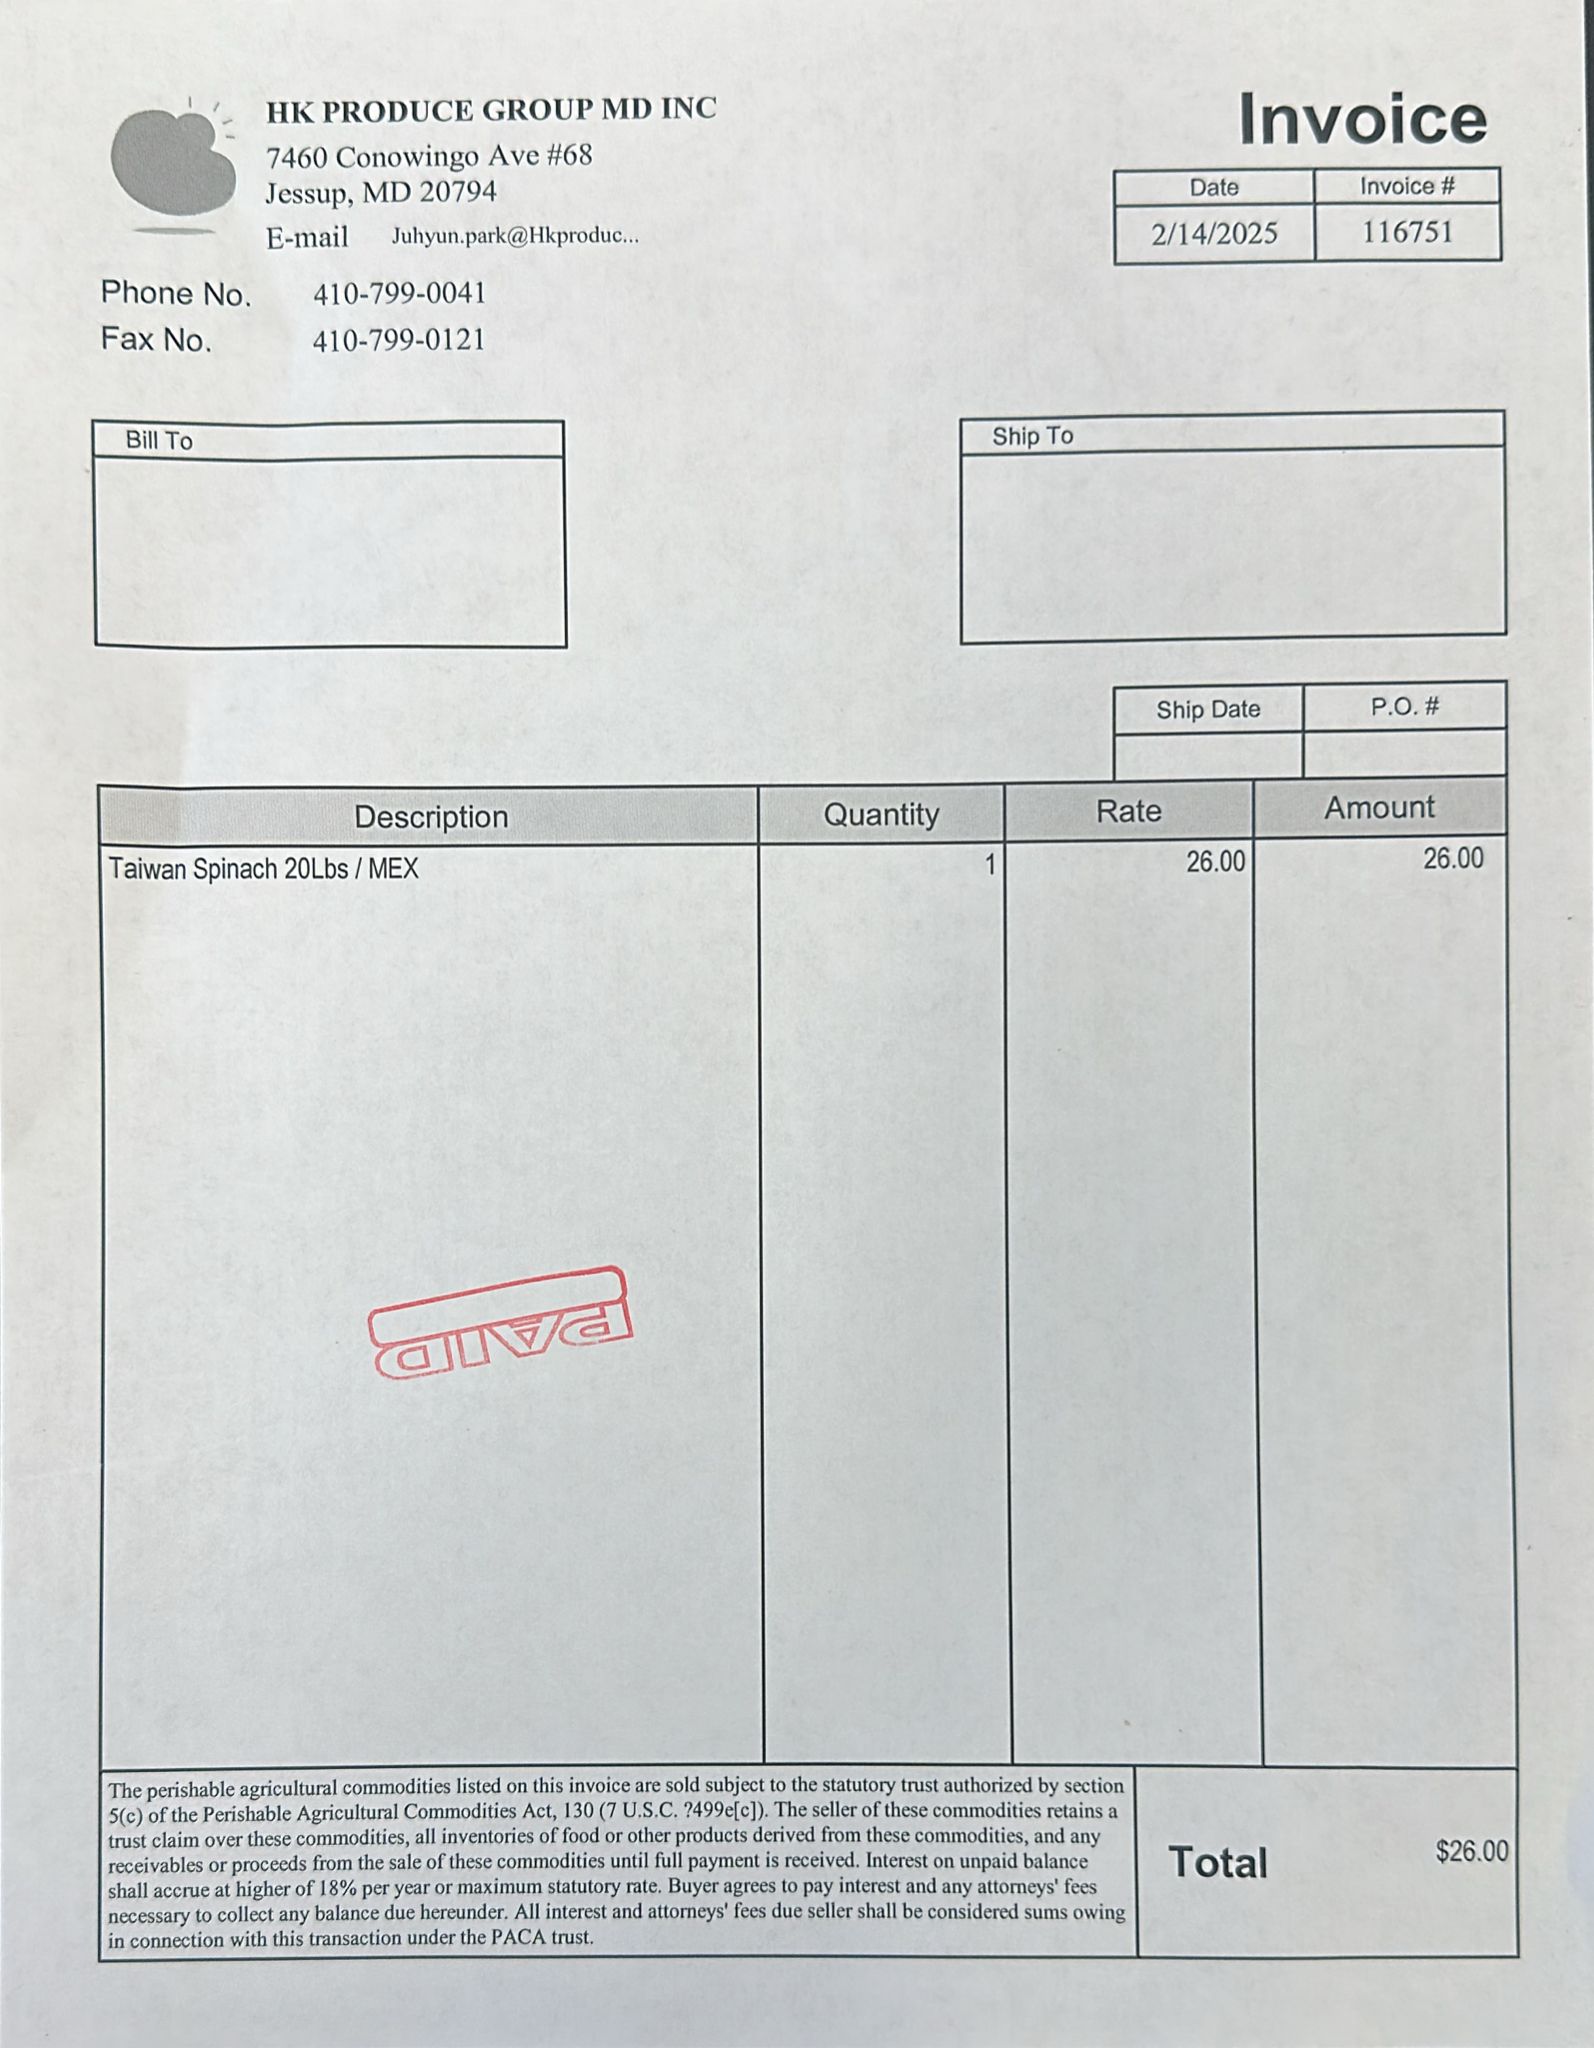 HK PRODUCE GROUP MD INC
7460 Conowingo Ave #68
Jessup, MD 20794
E-mail Juhyun.park@Hkproduc...
Phone No. 410-799-0041
Fax No. 410-799-0121
Invoice
Date Invoice #
2/14/2025 116751
Bill To
Ship To
Ship Date P.O. #
Description Quantity Rate Amount
Taiwan Spinach 20Lbs / MEX 1 26.00 26.00
PAID
The perishable agricultural commodities listed on this invoice are sold subject to the statutory trust authorized by section
5(c) of the Perishable Agricultural Commodities Act, 130 (7 U.S.C. ?499e[c]). The seller of these commodities retains a
trust claim over these commodities, all inventories of food or other products derived from these commodities, and any
receivables or proceeds from the sale of these commodities until full payment is received. Interest on unpaid balance
shall accrue at higher of 18% per year or maximum statutory rate. Buyer agrees to pay interest and any attorneys' fees
necessary to collect any balance due hereunder. All interest and attorneys' fees due seller shall be considered sums owing
in connection with this transaction under the PACA trust.
Total $26.00